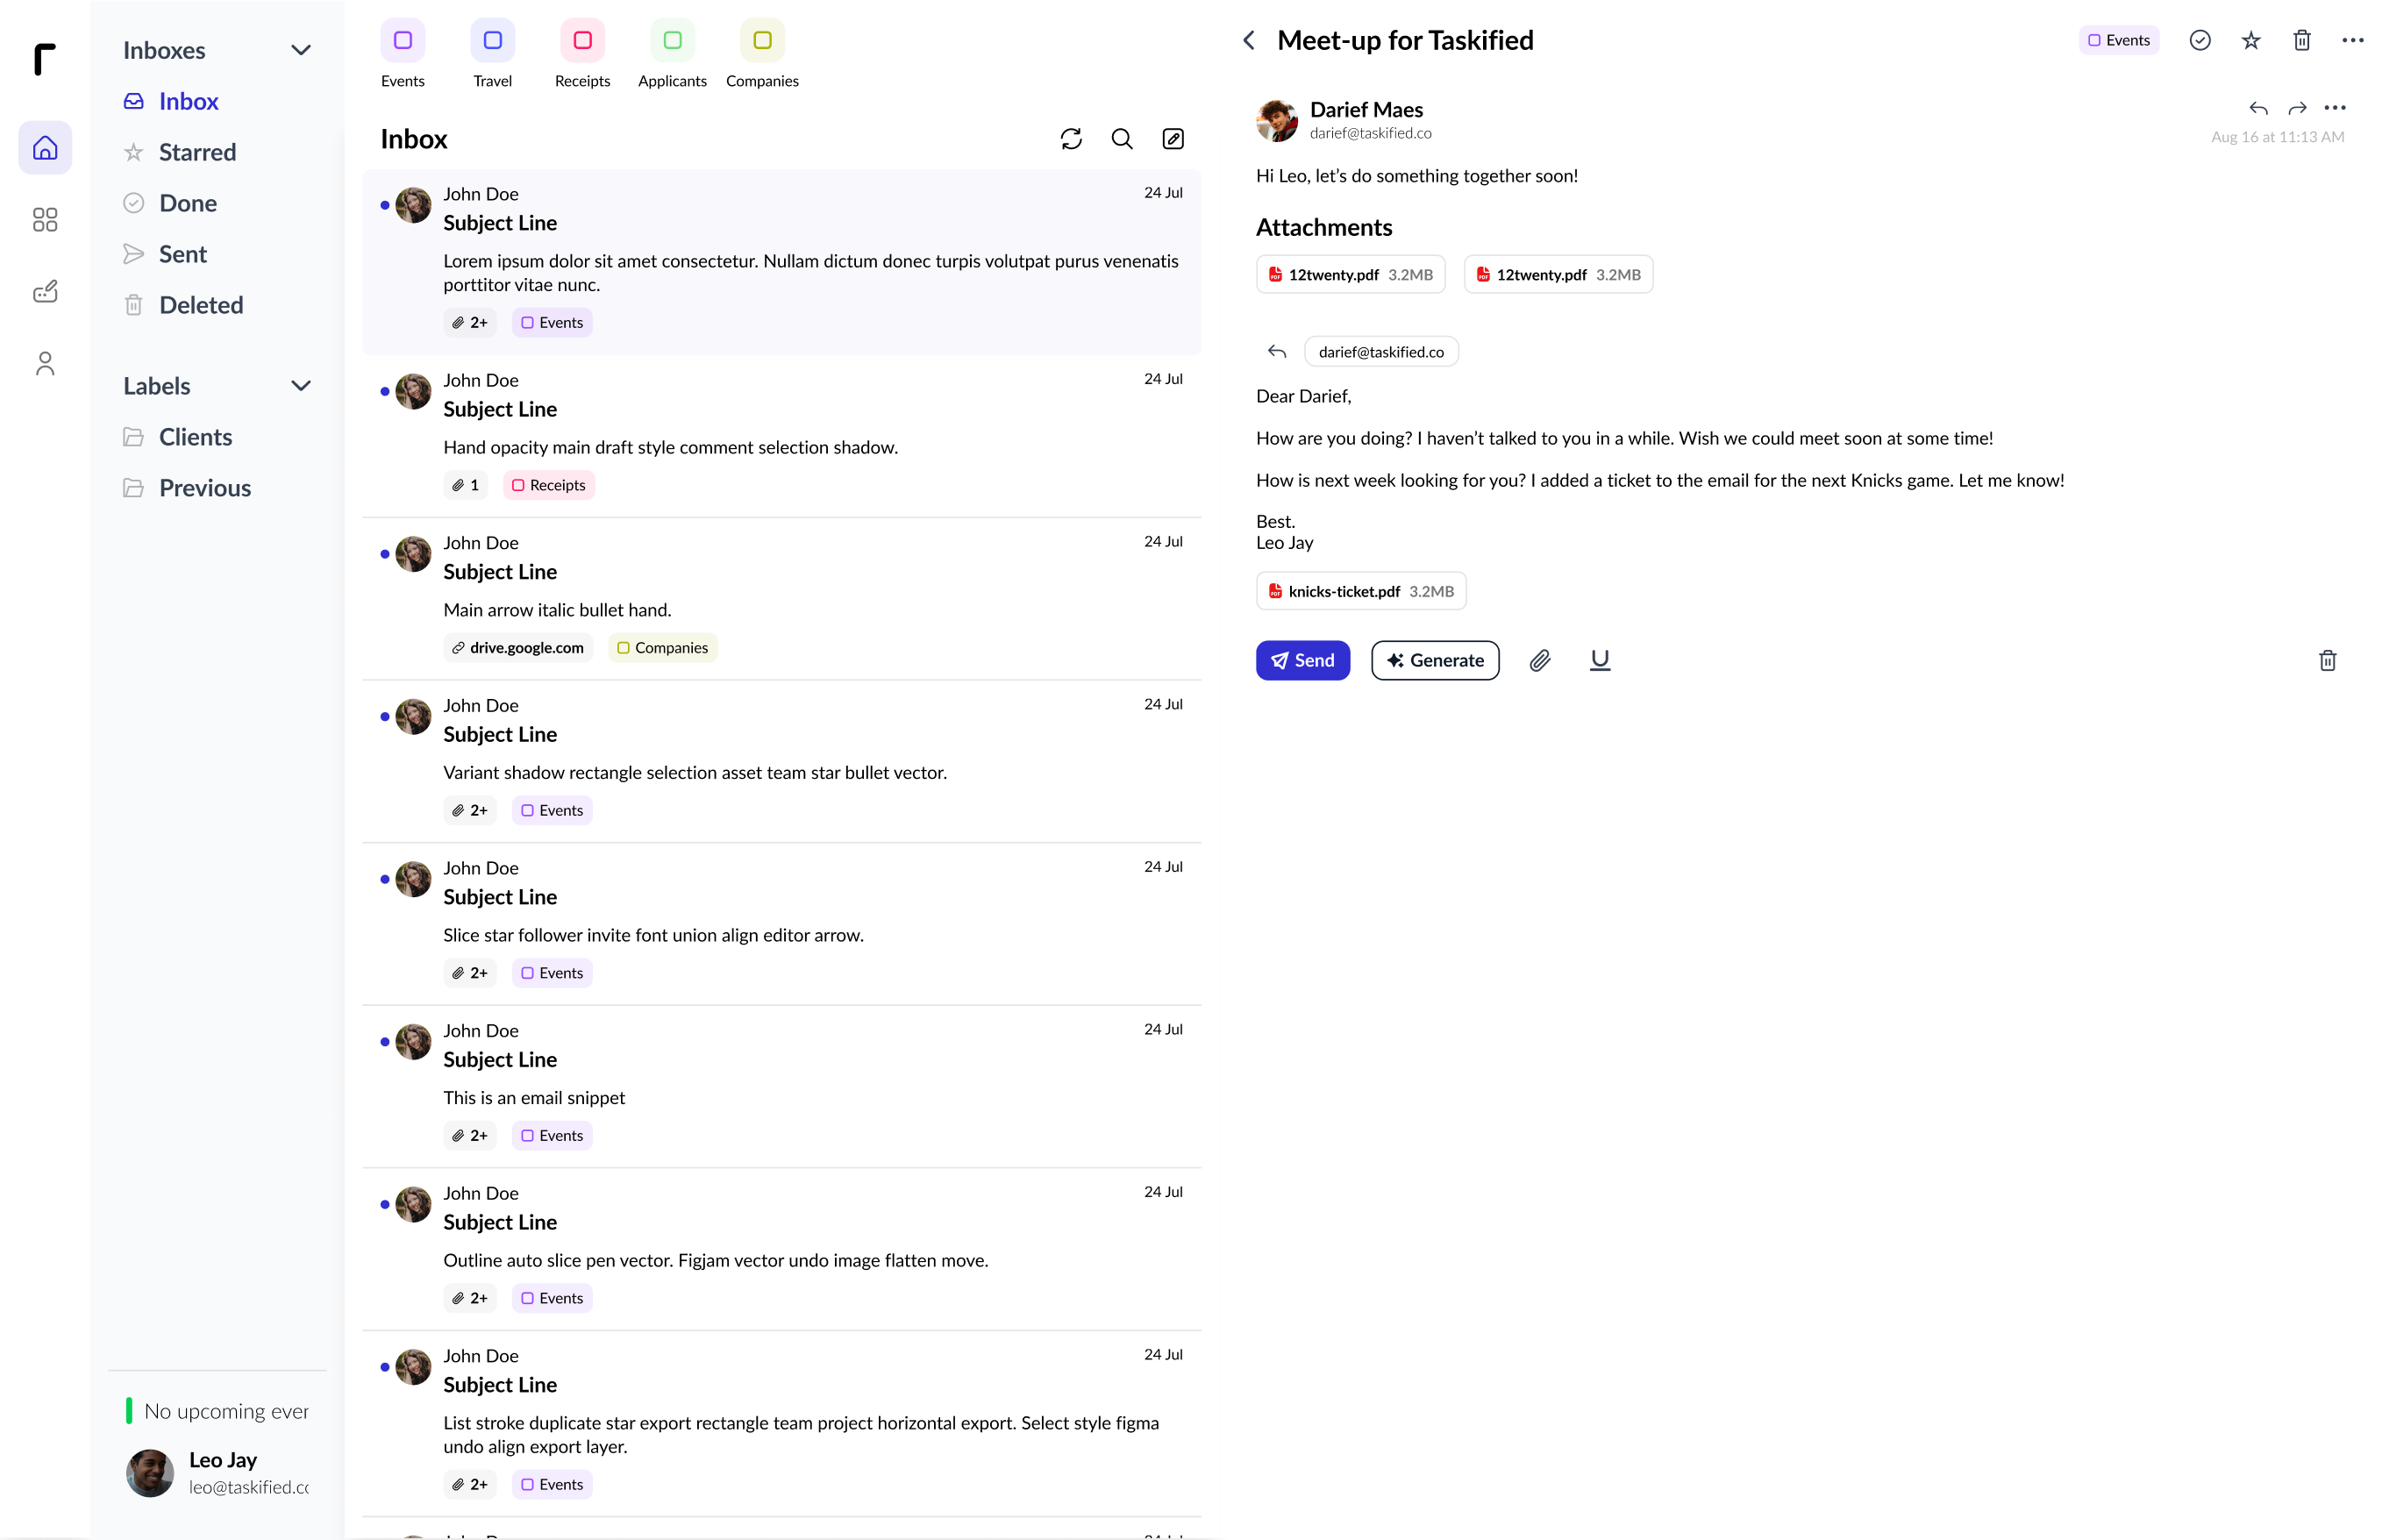 Inboxes
Inbox
Starred
Done
Sent
Deleted
Labels
Clients
Previous
No upcoming ever
Leo Jay
leo@taskified.cc
Events
Travel
Receipts
Applicants
Companies
Inbox
John Doe
24 Jul
Subject Line
Lorem ipsum dolor sit amet consectetur. Nullam dictum donec turpis volutpat purus venenatis
porttitor vitae nunc.
2+
Events
John Doe
24 Jul
Subject Line
Hand opacity main draft style comment selection shadow.
1
Receipts
John Doe
24 Jul
Subject Line
Main arrow italic bullet hand.
drive.google.com
Companies
John Doe
24 Jul
Subject Line
Variant shadow rectangle selection asset team star bullet vector.
2+
Events
John Doe
24 Jul
Subject Line
Slice star follower invite font union align editor arrow.
2+
Events
John Doe
24 Jul
Subject Line
This is an email snippet
2+
Events
John Doe
24 Jul
Subject Line
Outline auto slice pen vector. Figjam vector undo image flatten move.
2+
Events
John Doe
24 Jul
Subject Line
List stroke duplicate star export rectangle team project horizontal export. Select style figma
undo align export layer.
2+
Events
Meet-up for Taskified
Events
Darief Maes
darief@taskified.co
Aug 16 at 11:13 AM
Hi Leo, let’s do something together soon!
Attachments
12twenty.pdf 3.2MB
12twenty.pdf 3.2MB
darief@taskified.co
Dear Darief,
How are you doing? I haven’t talked to you in a while. Wish we could meet soon at some time!
How is next week looking for you? I added a ticket to the email for the next Knicks game. Let me know!
Best.
Leo Jay
knicks-ticket.pdf 3.2MB
Send
Generate